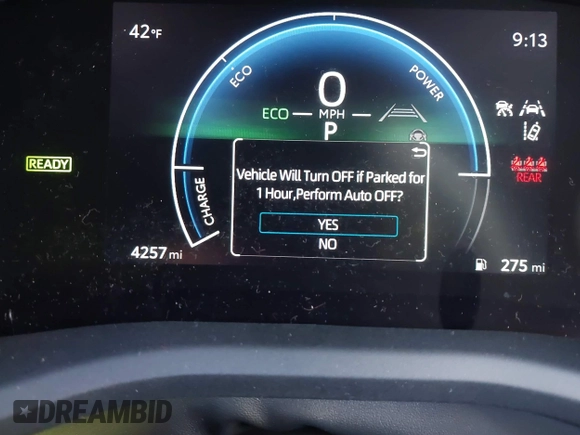 42°F
9:13
ECO
POWER
0
ECO MPH
P
READY
REAR
CHARGE
Vehicle Will Turn OFF if Parked for
1 Hour,Perform Auto OFF?
YES
NO
4257 mi
275 mi
DREAMBID